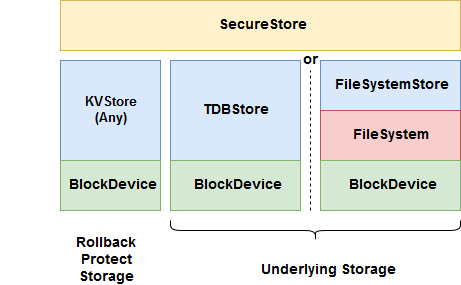 SecureStore
or
KVStore
(Any)
TDBStore
FileSystemStore
FileSystem
BlockDevice
BlockDevice
BlockDevice
Rollback
Protect
Storage
Underlying Storage